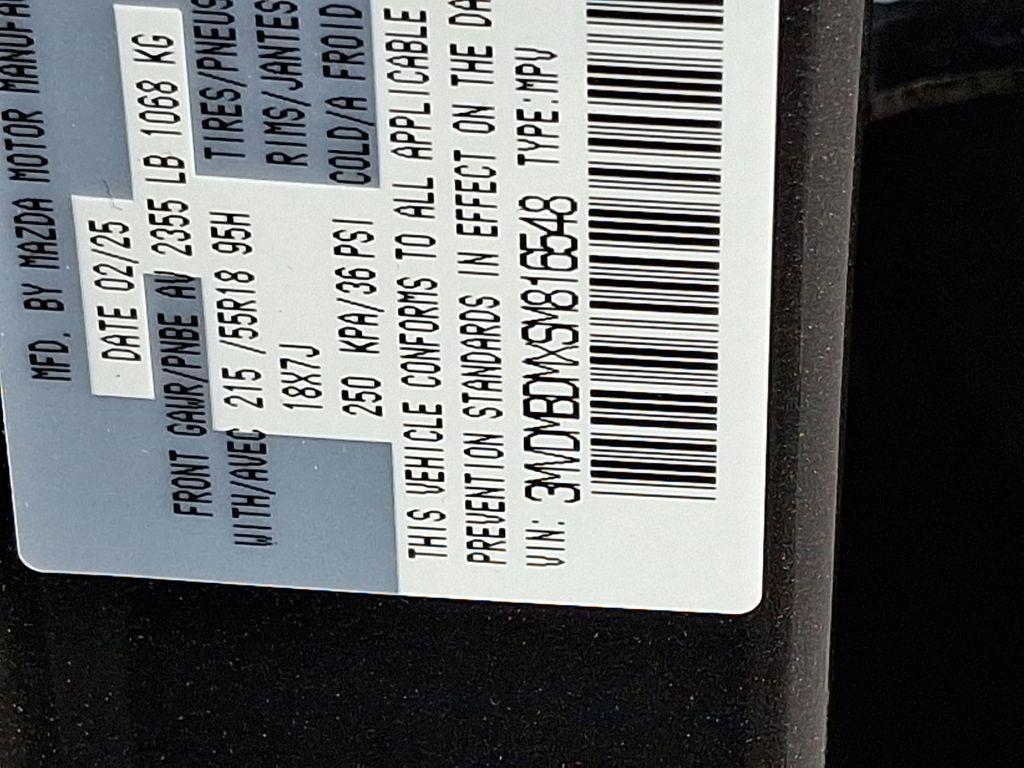 MFD. BY MAZDA MOTOR MANUFA
DATE 02/25
FRONT GAWR/PNBE AV 2355 LB 1068 KG
WITH/AVEC 215 /55R18 95H TIRES/PNEUS
18X7J RIMS/JANTES
250 KPA/36 PSI COLD/A FROID
THIS VEHICLE CONFORMS TO ALL APPLICABLE
PREVENTION STANDARDS IN EFFECT ON THE DA
VIN: 3MVDMBDMXSM816548 TYPE:MPV